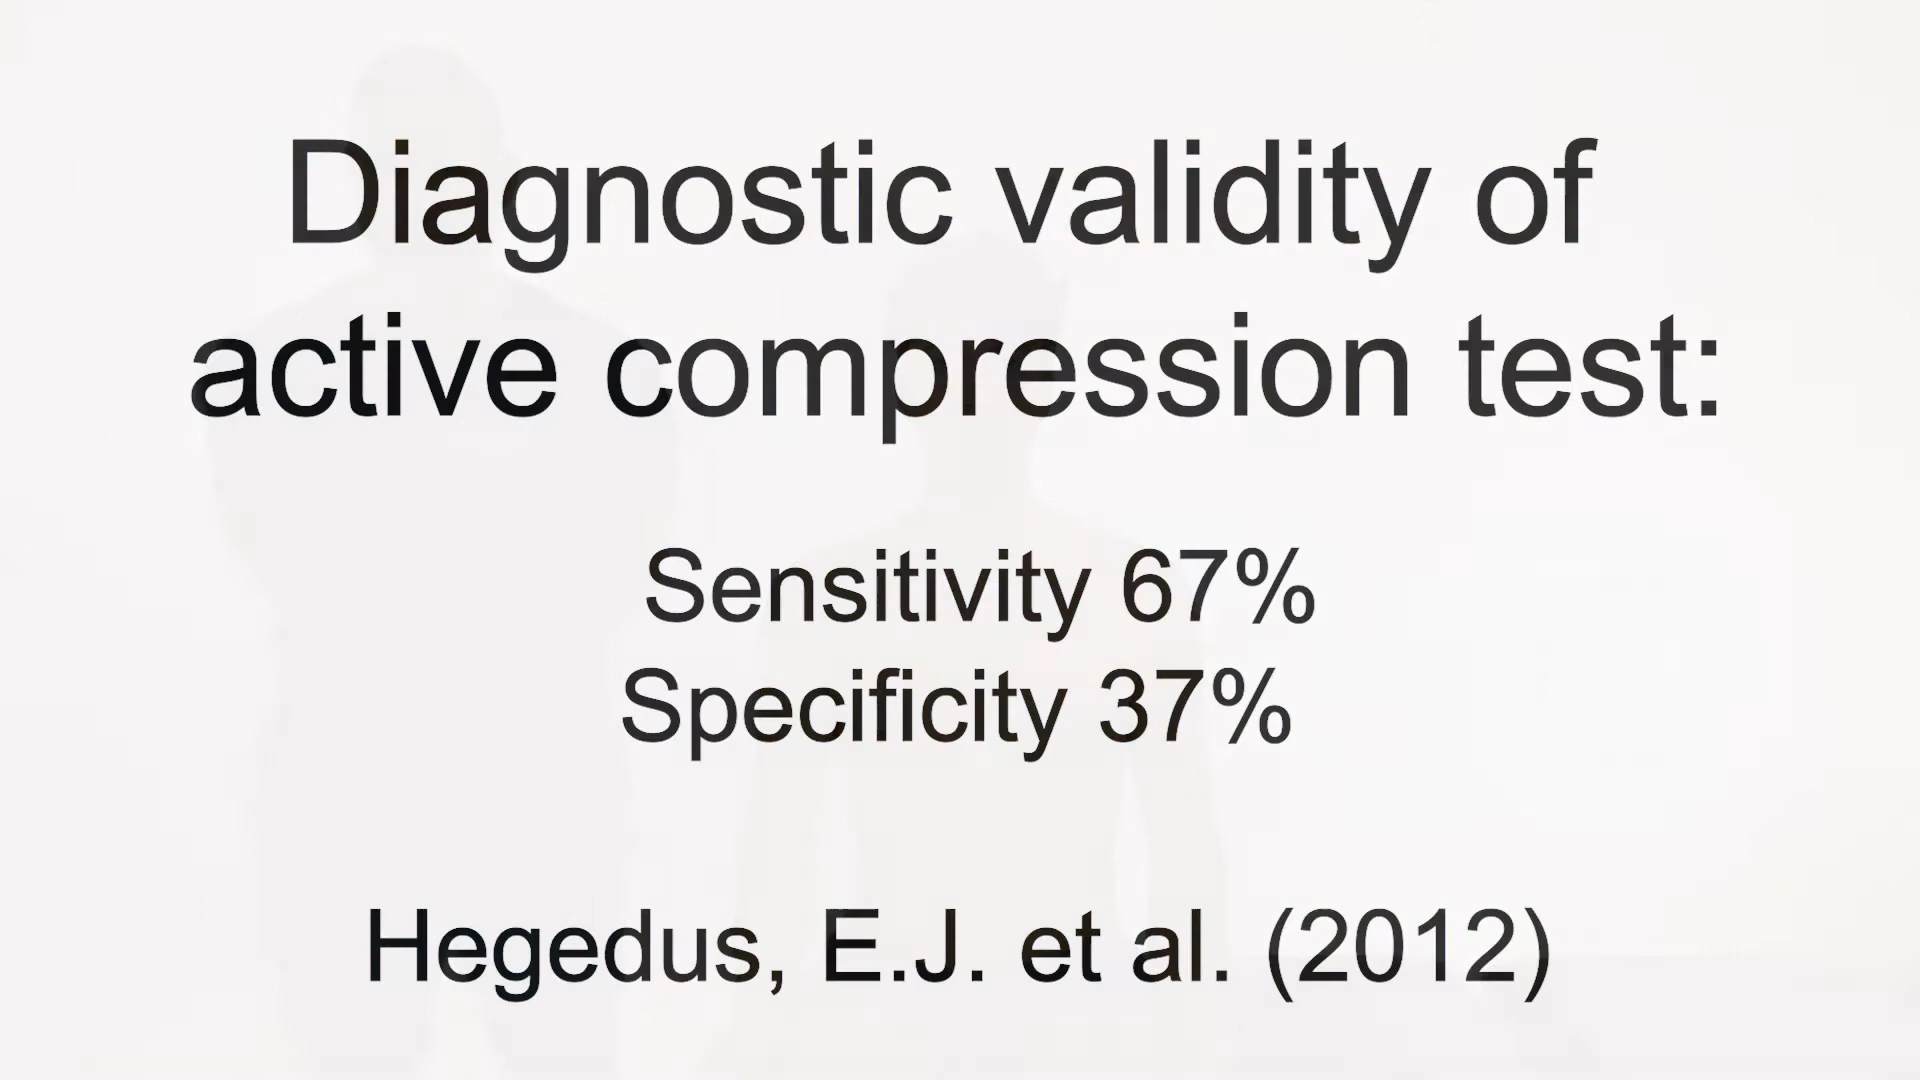 Diagnostic validity of
active compression test:
Sensitivity 67%
Specificity 37%
Hegedus, E.J. et al. (2012)